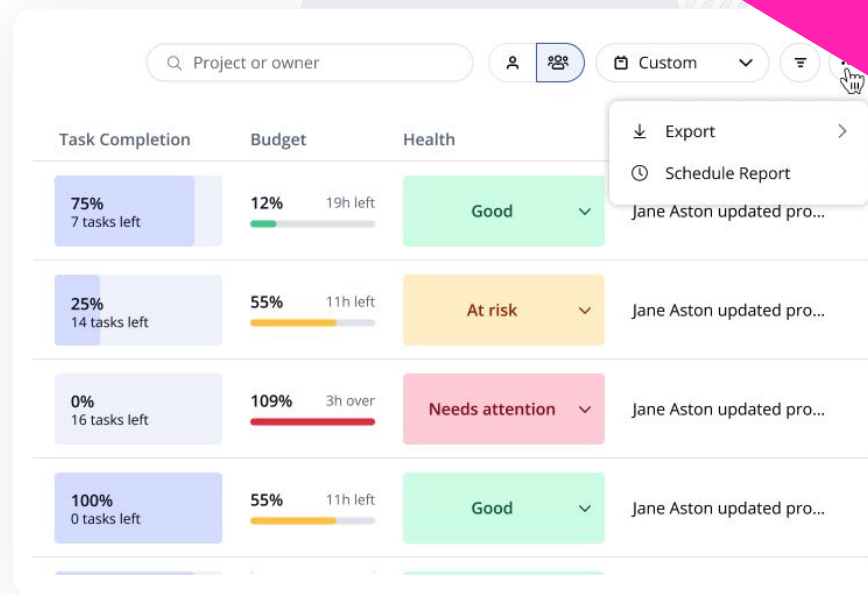 Project or owner
Custom
Export
Schedule Report
Task Completion Budget Health
75% 12% 19h left Good Jane Aston updated pro...
7 tasks left
25% 55% 11h left At risk Jane Aston updated pro...
14 tasks left
0% 109% 3h over Needs attention Jane Aston updated pro...
16 tasks left
100% 55% 11h left Good Jane Aston updated pro...
0 tasks left